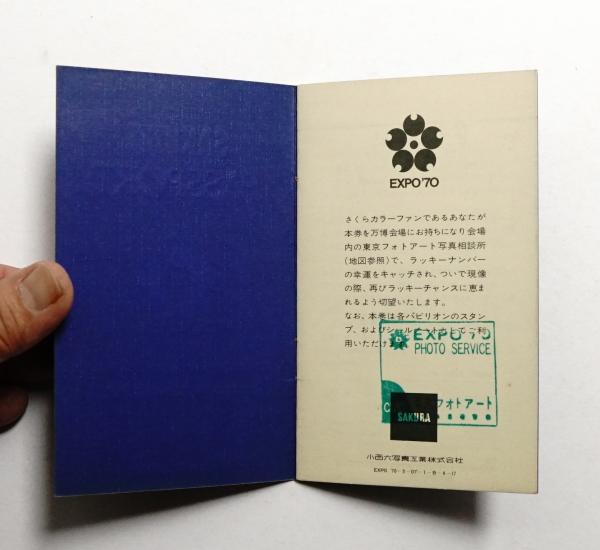 EXPO'70
さくらカラーファンであるあなたが
本券を万博会場にお持ちになり会場
内の東京フォトアート写真相談所
(地図参照)で、ラッキーナンバー
の幸運をキャッチされ、ついで現像
の際、再びラッキーチャンスに恵ま
れるよう切望いたします。
なお、本巻は各パビリオンのスタン
プ、および
でご利
用いただけ
EXPO'70
PHOTO SERVICE
フォトアート
SAKURA
小西六写真工業株式会社